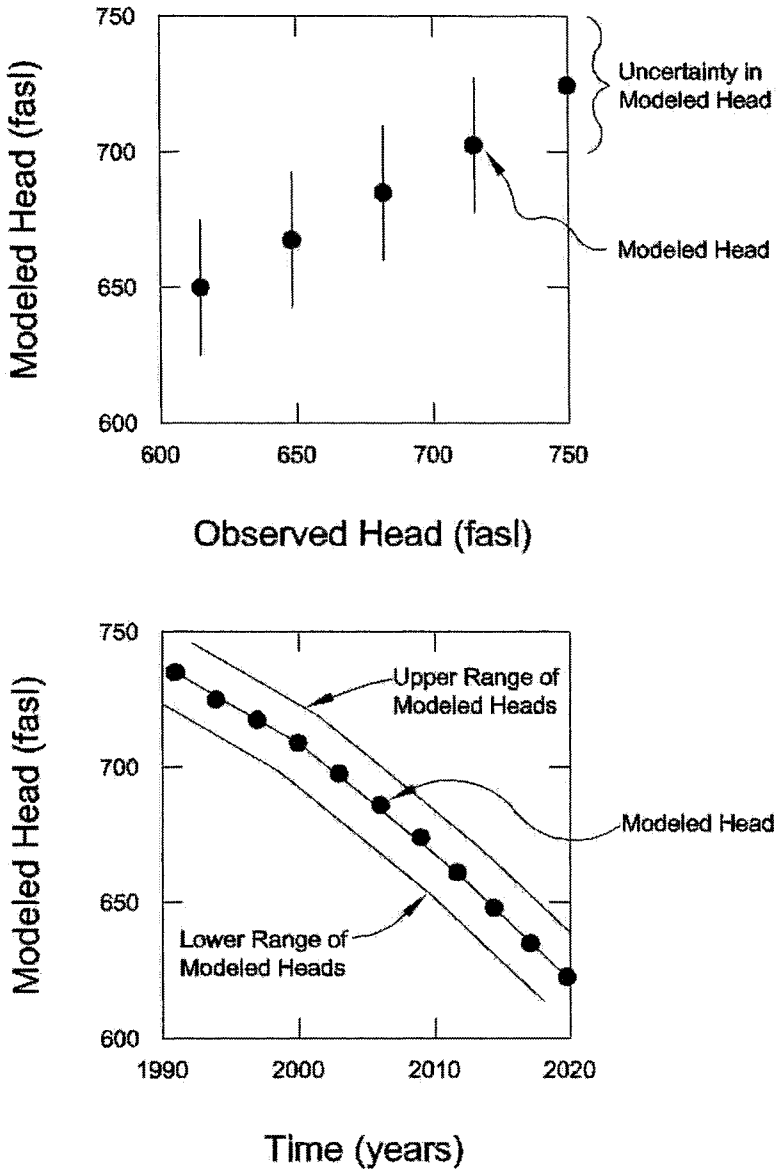 750
700
650
600
Modeled Head (fasl)
600
650
700
750
Observed Head (fasl)
Uncertainty in
Modeled Head
Modeled Head
750
700
650
600
Modeled Head (fasl)
1990
2000
2010
2020
Time (years)
Upper Range of
Modeled Heads
Modeled Head
Lower Range of
Modeled Heads